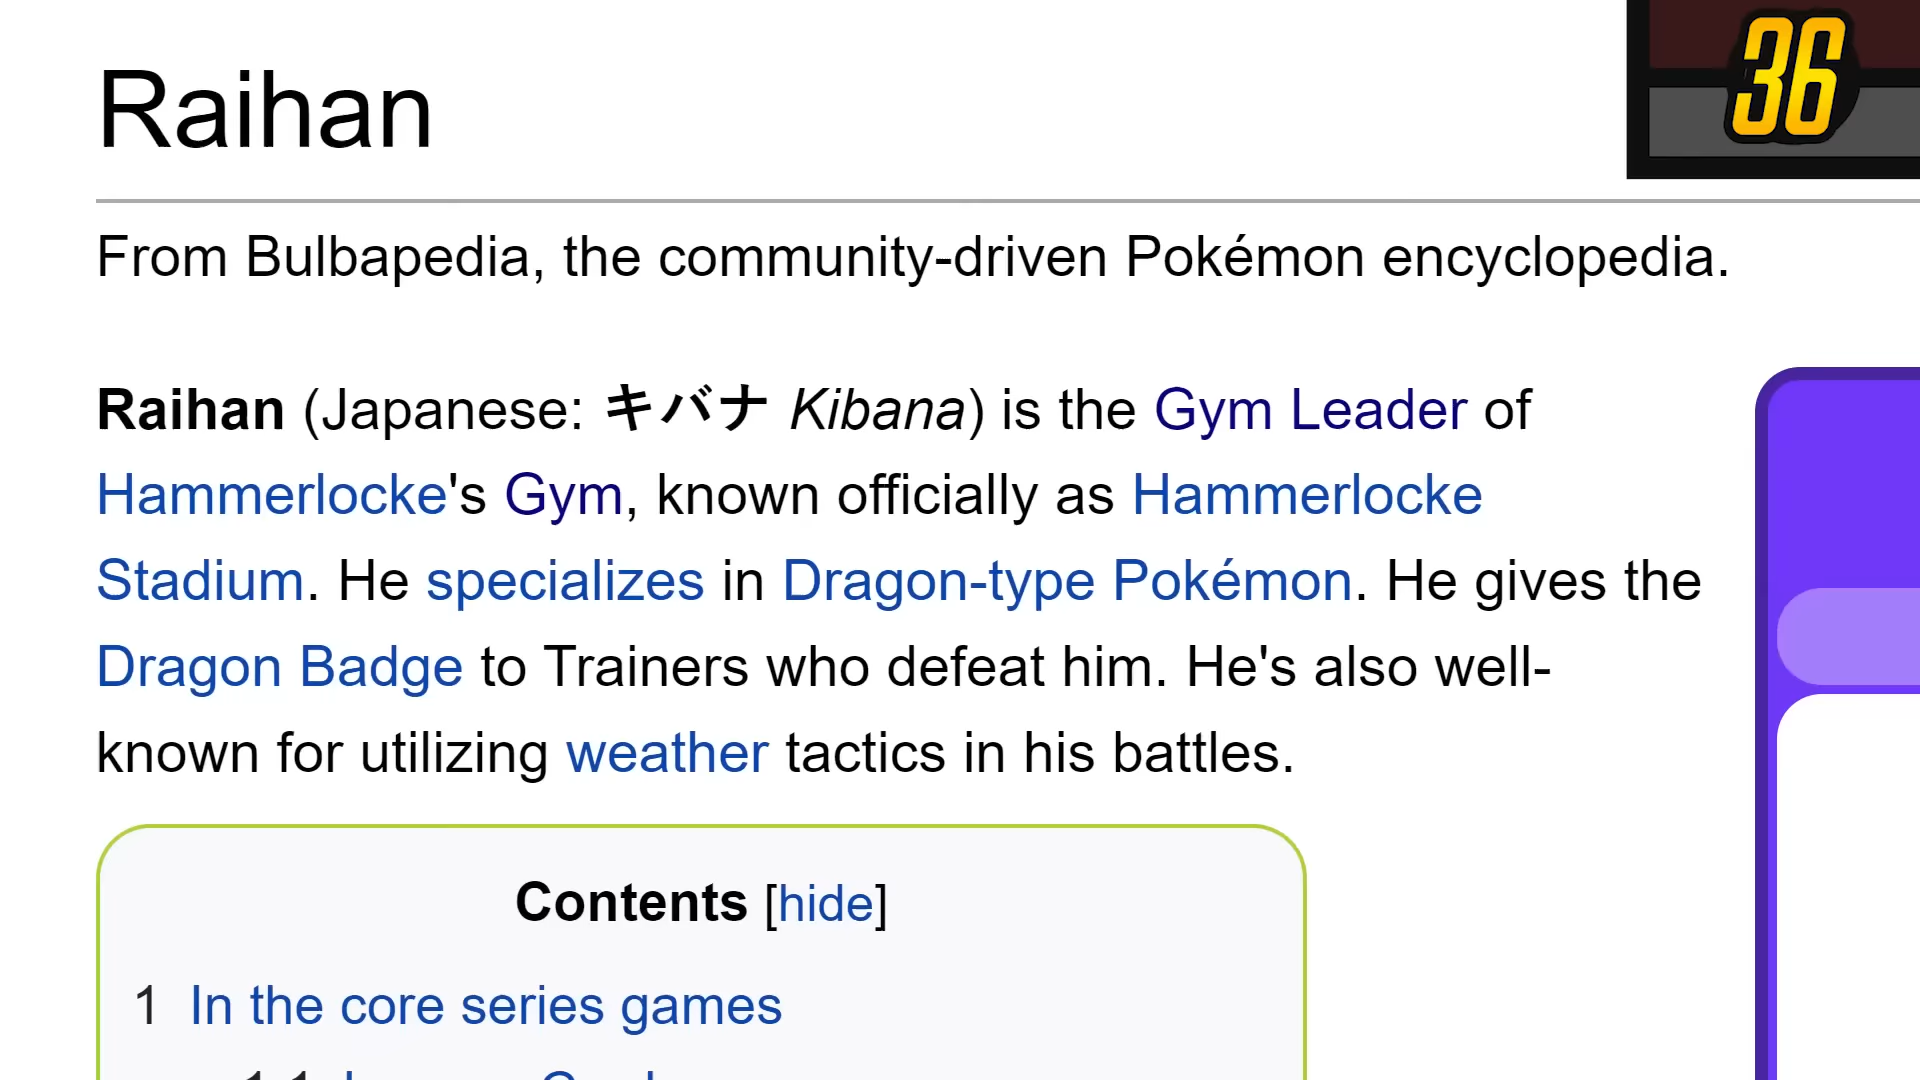 Raihan
36
From Bulbapedia, the community-driven Pokémon encyclopedia.
Raihan (Japanese: キバナ Kibana) is the Gym Leader of
Hammerlocke's Gym, known officially as Hammerlocke
Stadium. He specializes in Dragon-type Pokémon. He gives the
Dragon Badge to Trainers who defeat him. He's also well-
known for utilizing weather tactics in his battles.
Contents [hide]
1 In the core series games